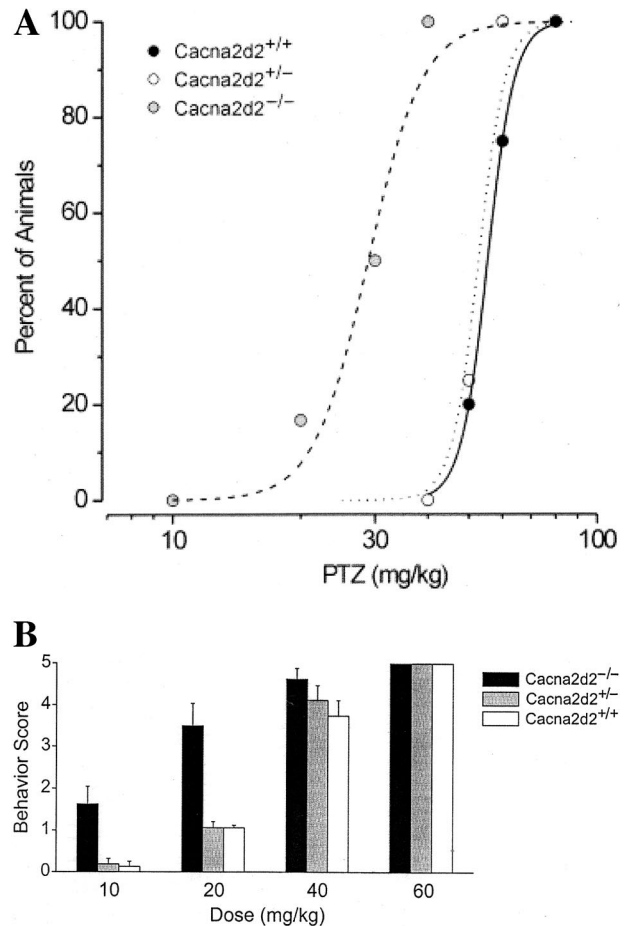 A
Cacna2d2+/+
Cacna2d2+/−
Cacna2d2−/−
Percent of Animals
100
80
60
40
20
0
10
30
100
PTZ (mg/kg)
B
Behavior Score
5
4
2
1
0
10
20
40
60
Dose (mg/kg)
Cacna2d2−/−
Cacna2d2+/−
Cacna2d2+/+